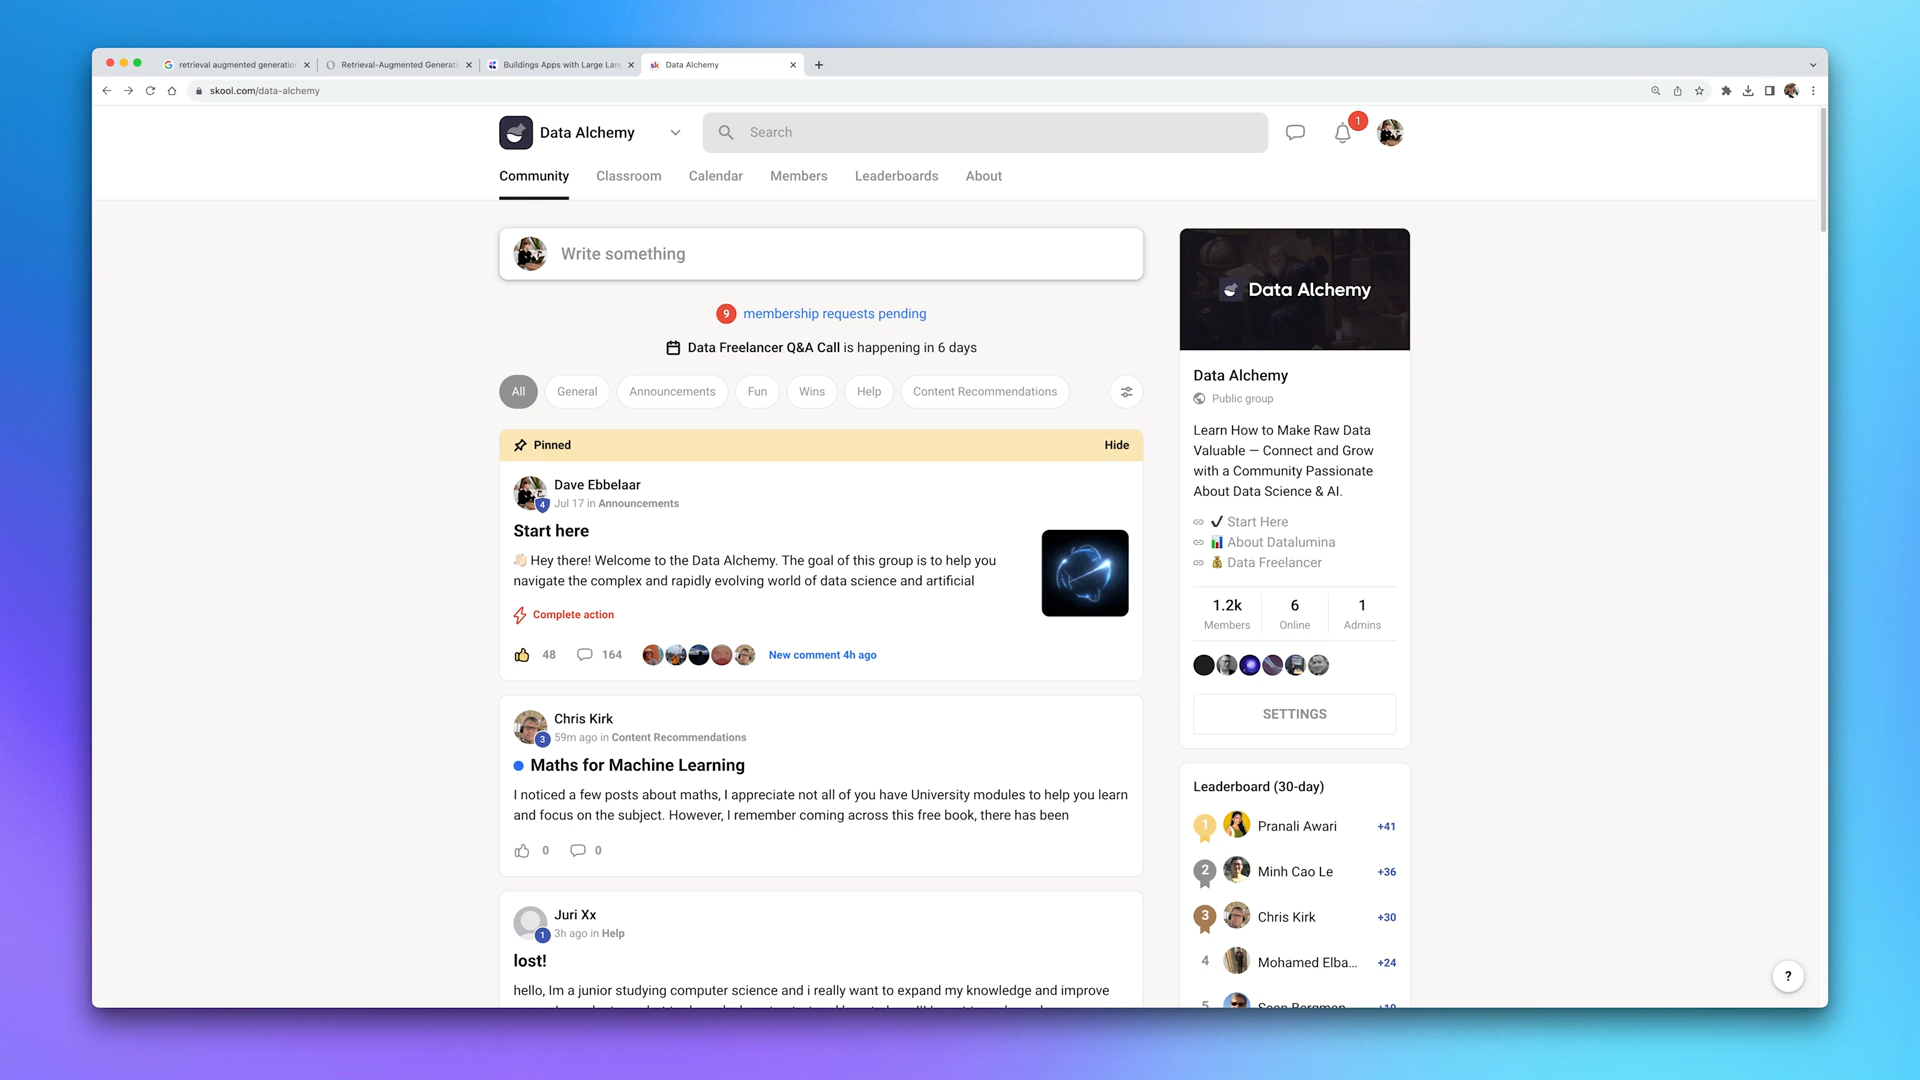 retrieval augmented generation
Retrieval-Augmented Generati
Buildings Apps with Large Lan
sk Data Alchemy
skool.com/data-alchemy
Data Alchemy
Search
1
Community Classroom Calendar Members Leaderboards About
Write something
9 membership requests pending
Data Freelancer Q&A Call is happening in 6 days
All General Announcements Fun Wins Help Content Recommendations
Pinned Hide
Dave Ebbelaar
4 Jul 17 in Announcements
Start here
👋🏻 Hey there! Welcome to the Data Alchemy. The goal of this group is to help you
navigate the complex and rapidly evolving world of data science and artificial
Complete action
48 164 New comment 4h ago
Chris Kirk
3 59m ago in Content Recommendations
Maths for Machine Learning
I noticed a few posts about maths, I appreciate not all of you have University modules to help you learn
and focus on the subject. However, I remember coming across this free book, there has been
0 0
Juri Xx
1 3h ago in Help
lost!
hello, Im a junior studying computer science and i really want to expand my knowledge and improve
Data Alchemy
Data Alchemy
Public group
Learn How to Make Raw Data
Valuable — Connect and Grow
with a Community Passionate
About Data Science & AI.
✔ Start Here
📊 About Datalumina
💰 Data Freelancer
1.2k 6 1
Members Online Admins
SETTINGS
Leaderboard (30-day)
1 Pranali Awari +41
2 Minh Cao Le +36
3 Chris Kirk +30
4 Mohamed Elba... +24
?